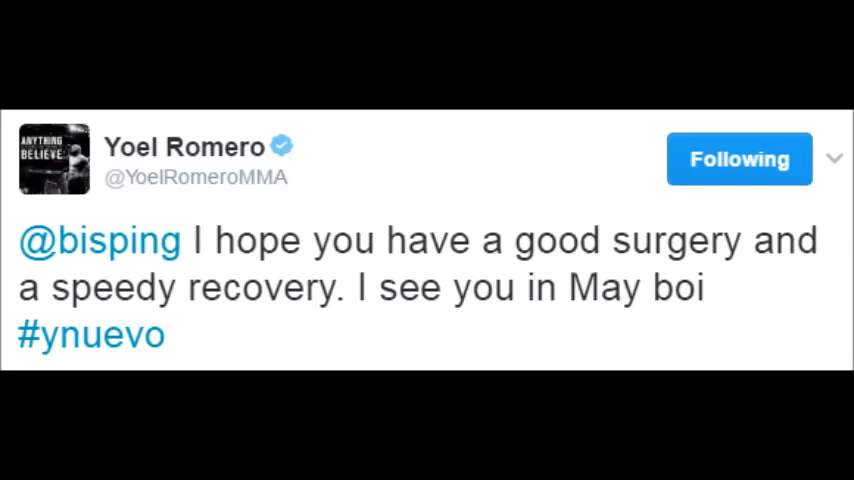 ANYTHING
BELIEVE
Yoel Romero
@YoelRomeroMMA
Following
@bisping I hope you have a good surgery and
a speedy recovery. I see you in May boi
#ynuevo